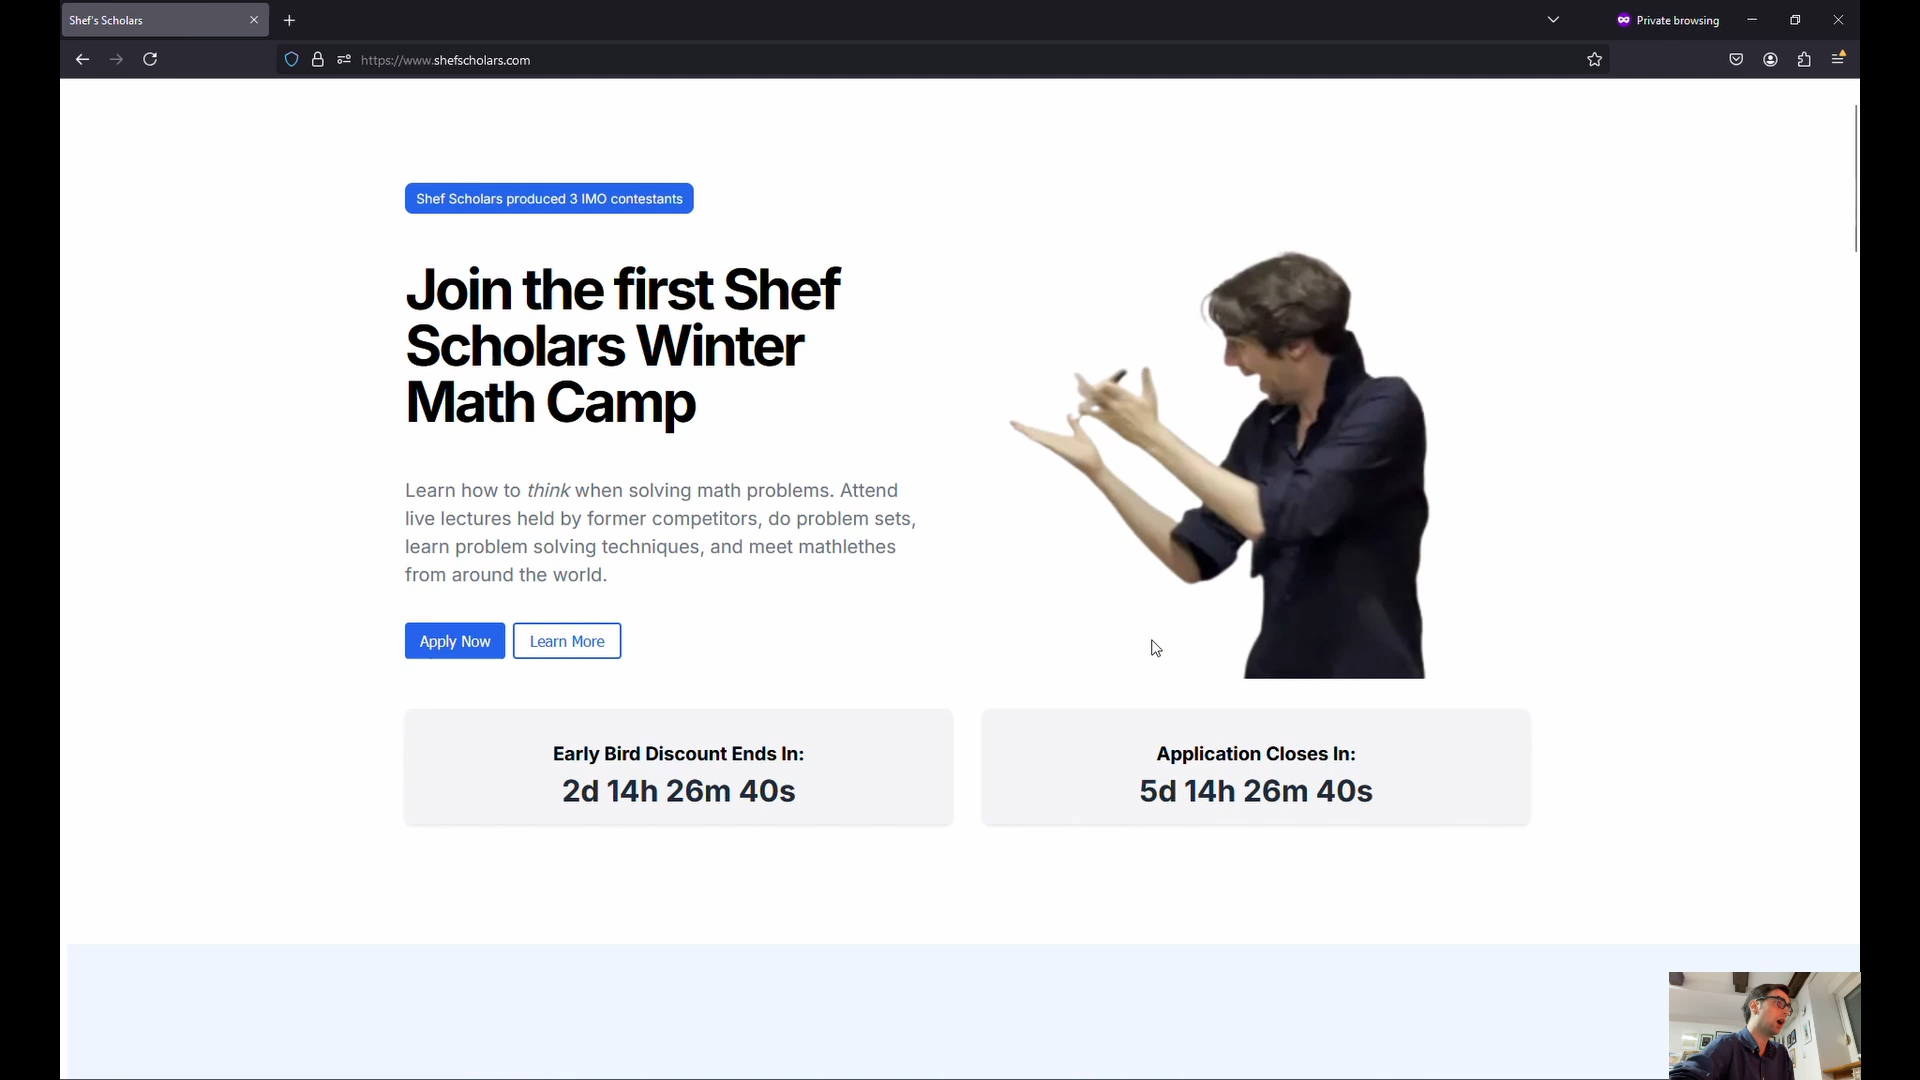 Shef's Scholars
Private browsing
https://www.shefscholars.com
Shef Scholars produced 3 IMO contestants
Join the first Shef
Scholars Winter
Math Camp
Learn how to think when solving math problems. Attend
live lectures held by former competitors, do problem sets,
learn problem solving techniques, and meet mathlethes
from around the world.
Apply Now
Learn More
Early Bird Discount Ends In:
2d 14h 26m 40s
Application Closes In:
5d 14h 26m 40s